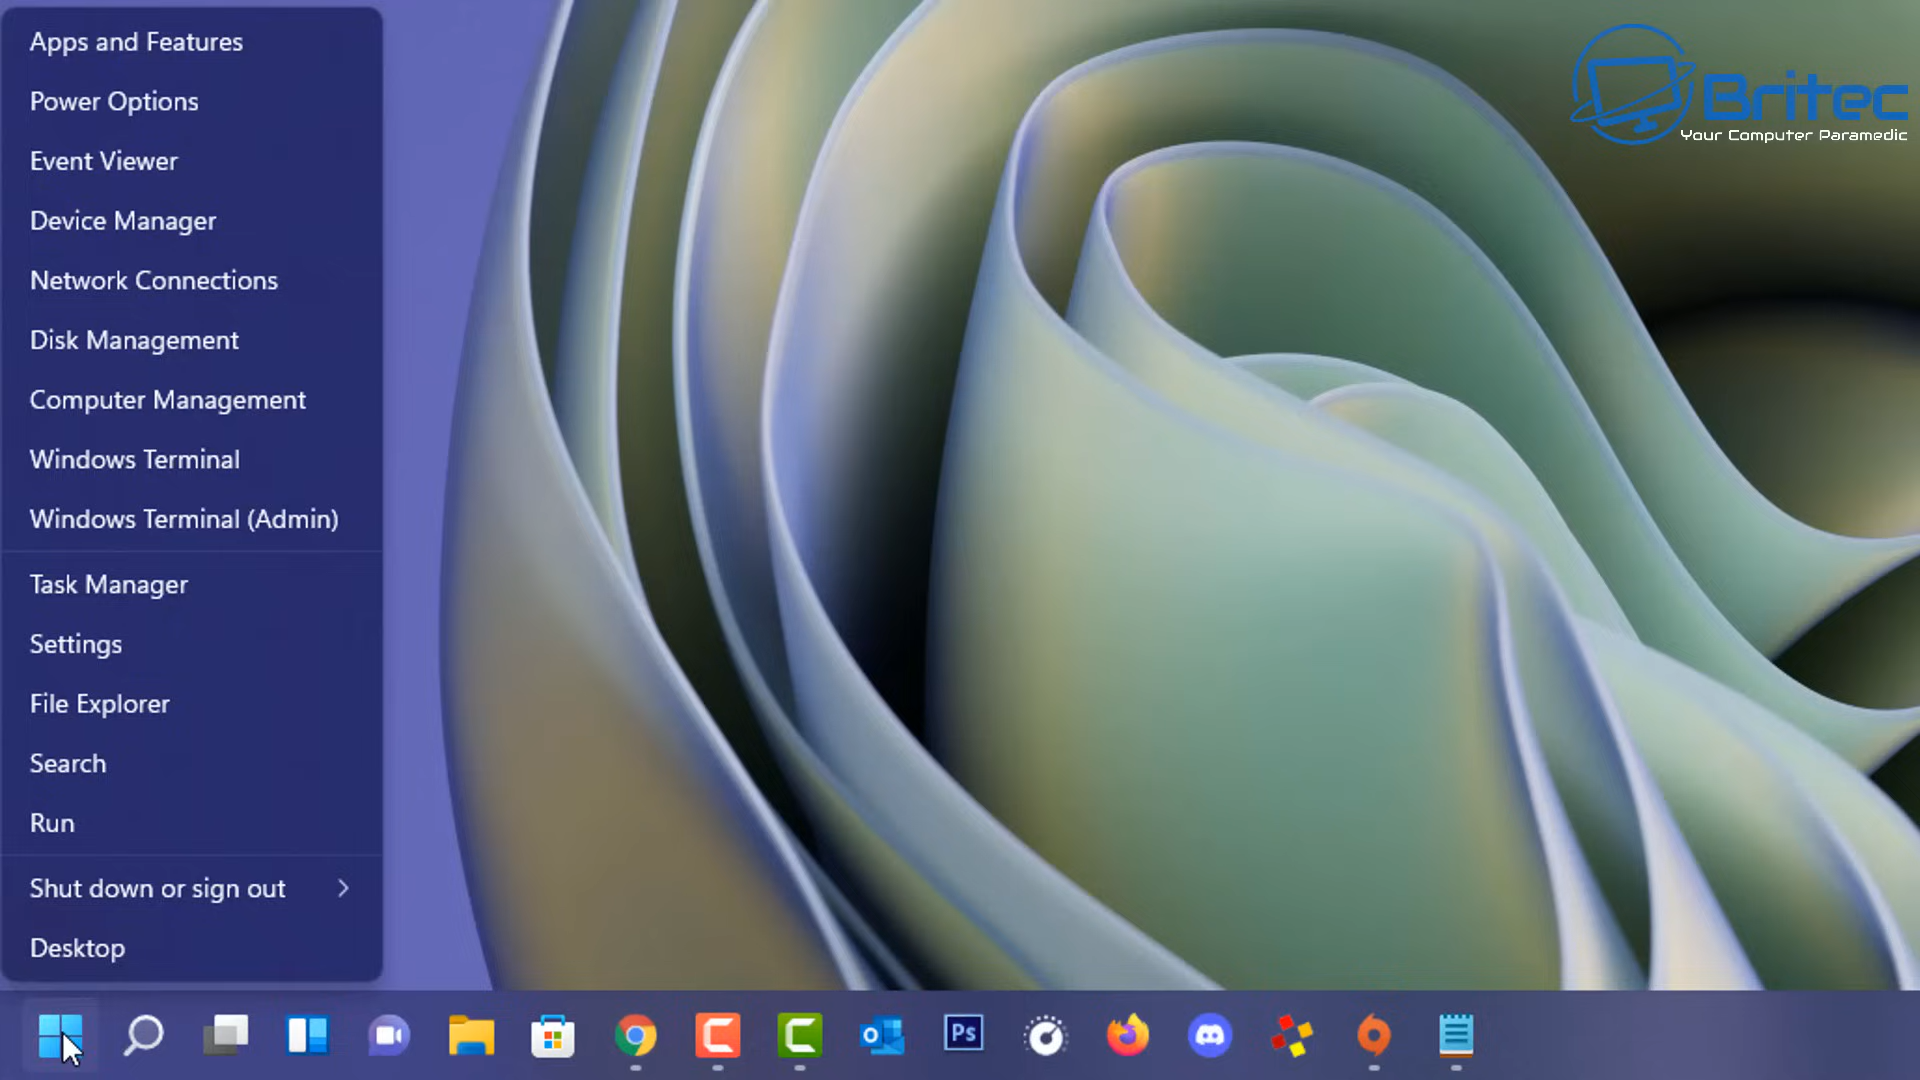 Apps and Features
Power Options
Event Viewer
Device Manager
Network Connections
Disk Management
Computer Management
Windows Terminal
Windows Terminal (Admin)
Task Manager
Settings
File Explorer
Search
Run
Shut down or sign out
Desktop
Britec
Your Computer Paramedic
Ps